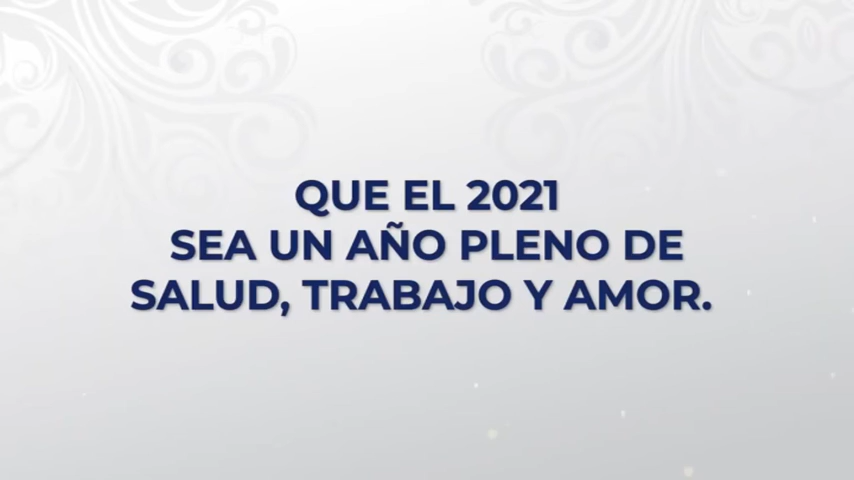 QUE EL 2021
SEA UN AÑO PLENO DE
SALUD, TRABAJO Y AMOR.